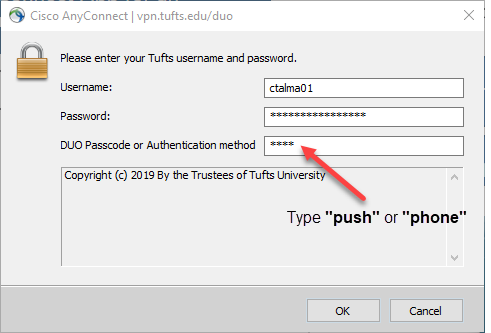 Cisco AnyConnect | vpn.tufts.edu/duo
Please enter your Tufts username and password.
Username: ctalma01
Password: ****************
DUO Passcode or Authentication method ****
Copyright (c) 2019 By the Trustees of Tufts University
Type "push" or "phone"
OK Cancel